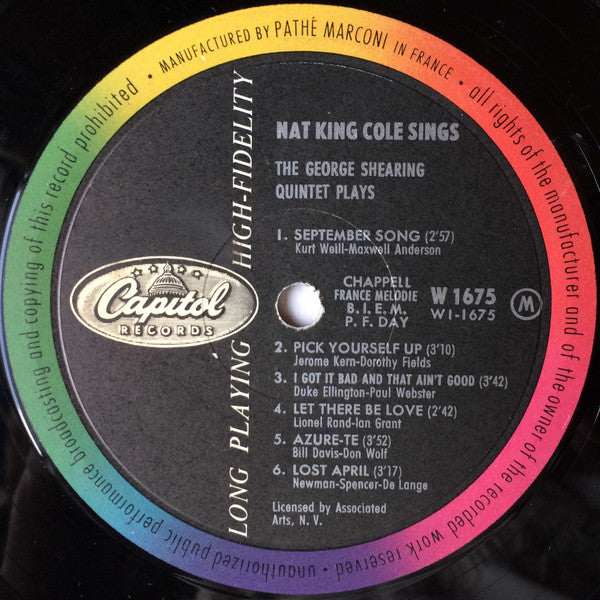 MANUFACTURED BY PATHÉ MARCONI IN FRANCE •
all rights of the manufacturer and of the owner of the recorded work reserved •
unauthorized public performance broadcasting and copying of this record prohibited •
LONG PLAYING HIGH-FIDELITY
Capitol
RECORDS
NAT KING COLE SINGS
THE GEORGE SHEARING
QUINTET PLAYS
1. SEPTEMBER SONG (2'57)
Kurt Weill-Maxwell Anderson
CHAPPELL
FRANCE MELODIE
B. I. E. M.
P. F. DAY
W 1675
W1-1675
M
2. PICK YOURSELF UP (3'10)
Jerome Kern-Dorothy Fields
3. I GOT IT BAD AND THAT AIN'T GOOD (3'42)
Duke Ellington-Paul Webster
4. LET THERE BE LOVE (2'42)
Lionel Rand-Ian Grant
5. AZURE-TE (3'52)
Bill Davis-Don Wolf
6. LOST APRIL (3'17)
Newman-Spencer-De Lange
Licensed by Associated
Arts, N. V.